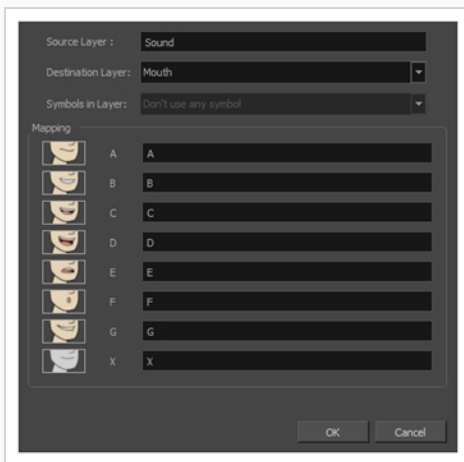 Source Layer : Sound
Destination Layer: Mouth
Symbols in Layer: Don't use any symbol
Mapping
A A
B B
C C
D D
E E
F F
G G
X X
OK Cancel